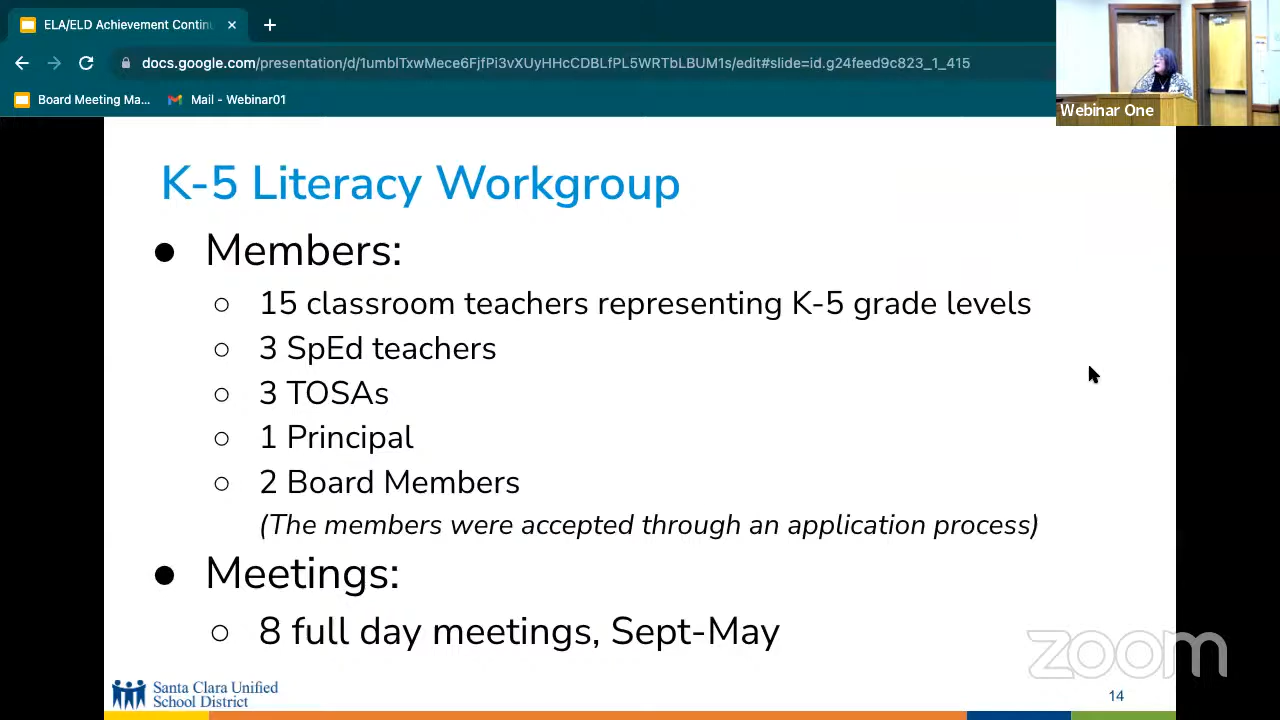 ELA/ELD Achievement Contin
docs.google.com/presentation/d/1umbITxwMece6FjfPi3vXUyHHcCDBLfPL5WRTbLBUM1s/edit#slide=id.g24feed9c823_1_415
Board Meeting Ma...
Mail - Webinar01
Webinar One
K-5 Literacy Workgroup
● Members:
○ 15 classroom teachers representing K-5 grade levels
○ 3 SpEd teachers
○ 3 TOSAs
○ 1 Principal
○ 2 Board Members
(The members were accepted through an application process)
● Meetings:
○ 8 full day meetings, Sept-May
zoom
Santa Clara Unified
School District
14